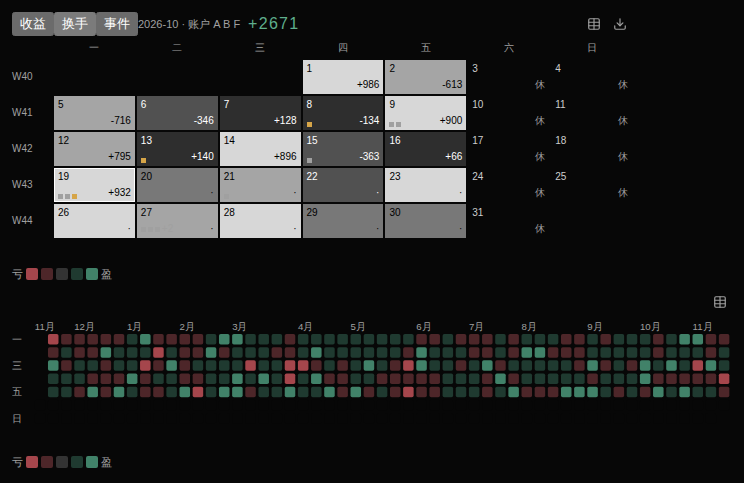 收益 换手 事件 2026-10 · 账户 A B F +2671
一 二 三 四 五 六 日
W40 1 +986 2 -613 3 休 4 休
W41 5 -716 6 -346 7 +128 8 -134 9 +900 10 休 11 休
W42 12 +795 13 +140 14 +896 15 -363 16 +66 17 休 18 休
W43 19 +932 20 · 21 · 22 · 23 · 24 休 25 休
W44 26 · 27 · 28 · 29 · 30 · 31 休
亏 盈
11月 12月 1月 2月 3月 4月 5月 6月 7月 8月 9月 10月 11月
一
三
五
日
亏 盈